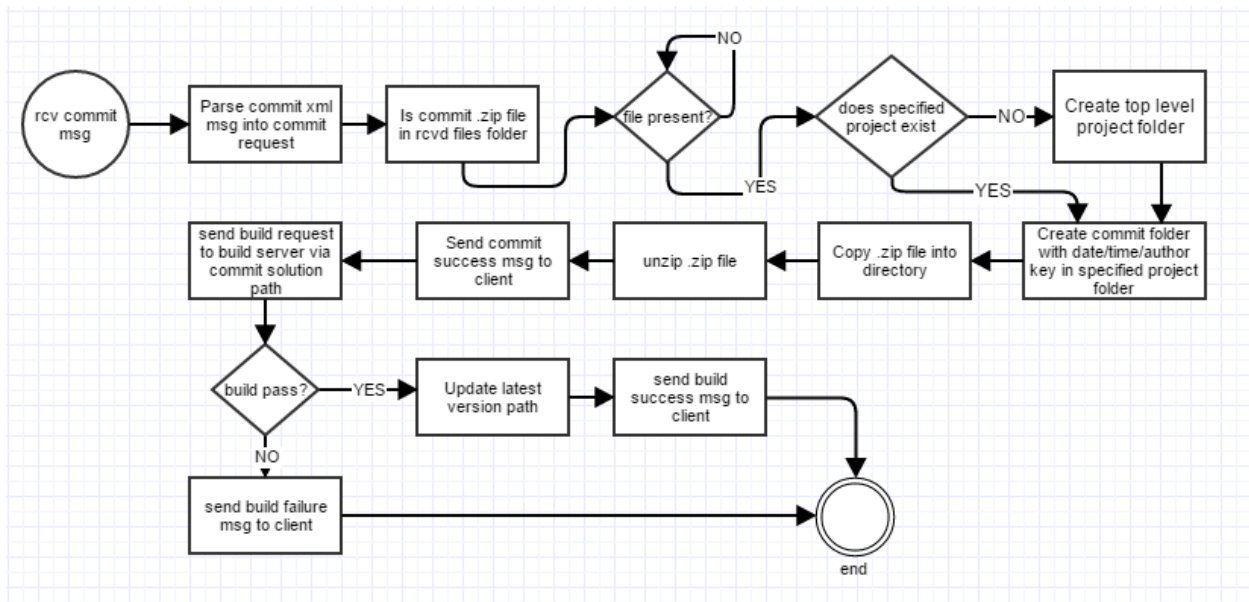 rcv commit
msg
Parse commit xml
msg into commit
request
Is commit .zip file
in rcvd files folder
file present?
NO
YES
does specified
project exist
NO
YES
Create top level
project folder
Create commit folder
with date/time/author
key in specified project
folder
Copy .zip file into
directory
unzip .zip file
Send commit
success msg to
client
send build request
to build server via
commit solution
path
build pass?
YES
NO
Update latest
version path
send build
success msg to
client
send build failure
msg to client
end